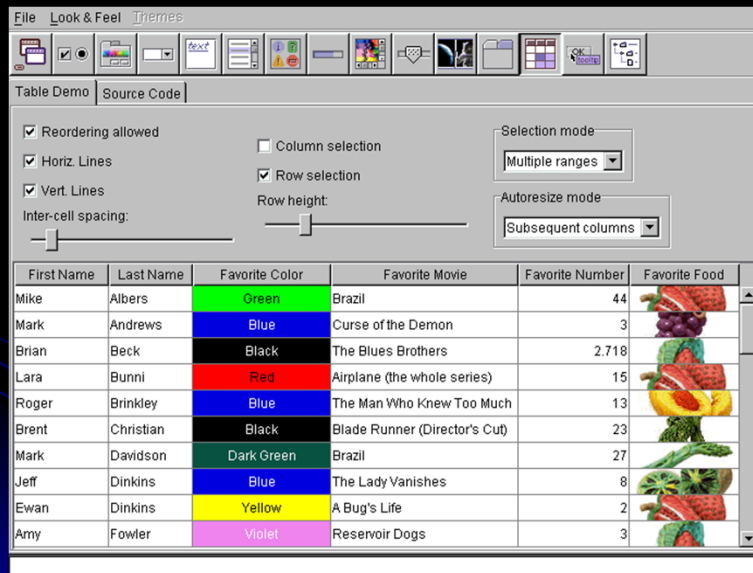 File Look & Feel Themes
text OK tooltip
Table Demo Source Code
Reordering allowed
Horiz. Lines
Vert. Lines
Inter-cell spacing:
Column selection
Row selection
Row height:
Selection mode
Multiple ranges
Autoresize mode
Subsequent columns
First Name Last Name Favorite Color Favorite Movie Favorite Number Favorite Food
Mike Albers Green Brazil 44
Mark Andrews Blue Curse of the Demon 3
Brian Beck Black The Blues Brothers 2.718
Lara Bunni Red Airplane (the whole series) 15
Roger Brinkley Blue The Man Who Knew Too Much 13
Brent Christian Black Blade Runner (Director's Cut) 23
Mark Davidson Dark Green Brazil 27
Jeff Dinkins Blue The Lady Vanishes 8
Ewan Dinkins Yellow A Bug's Life 2
Amy Fowler Violet Reservoir Dogs 3